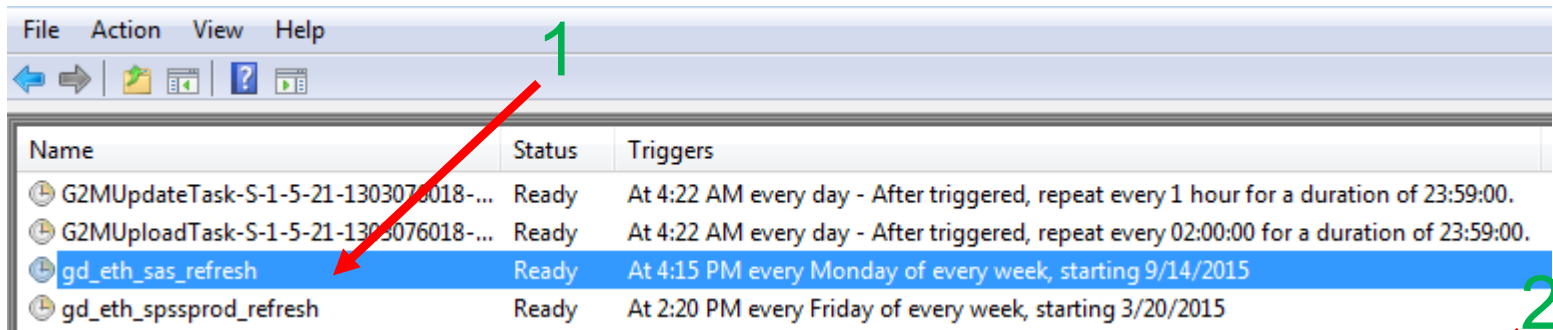 File Action View Help
1
Name Status Triggers
G2MUpdateTask-S-1-5-21-1303076018-... Ready At 4:22 AM every day - After triggered, repeat every 1 hour for a duration of 23:59:00.
G2MUploadTask-S-1-5-21-1303076018-... Ready At 4:22 AM every day - After triggered, repeat every 02:00:00 for a duration of 23:59:00.
gd_eth_sas_refresh Ready At 4:15 PM every Monday of every week, starting 9/14/2015
gd_eth_spssprod_refresh Ready At 2:20 PM every Friday of every week, starting 3/20/2015
2